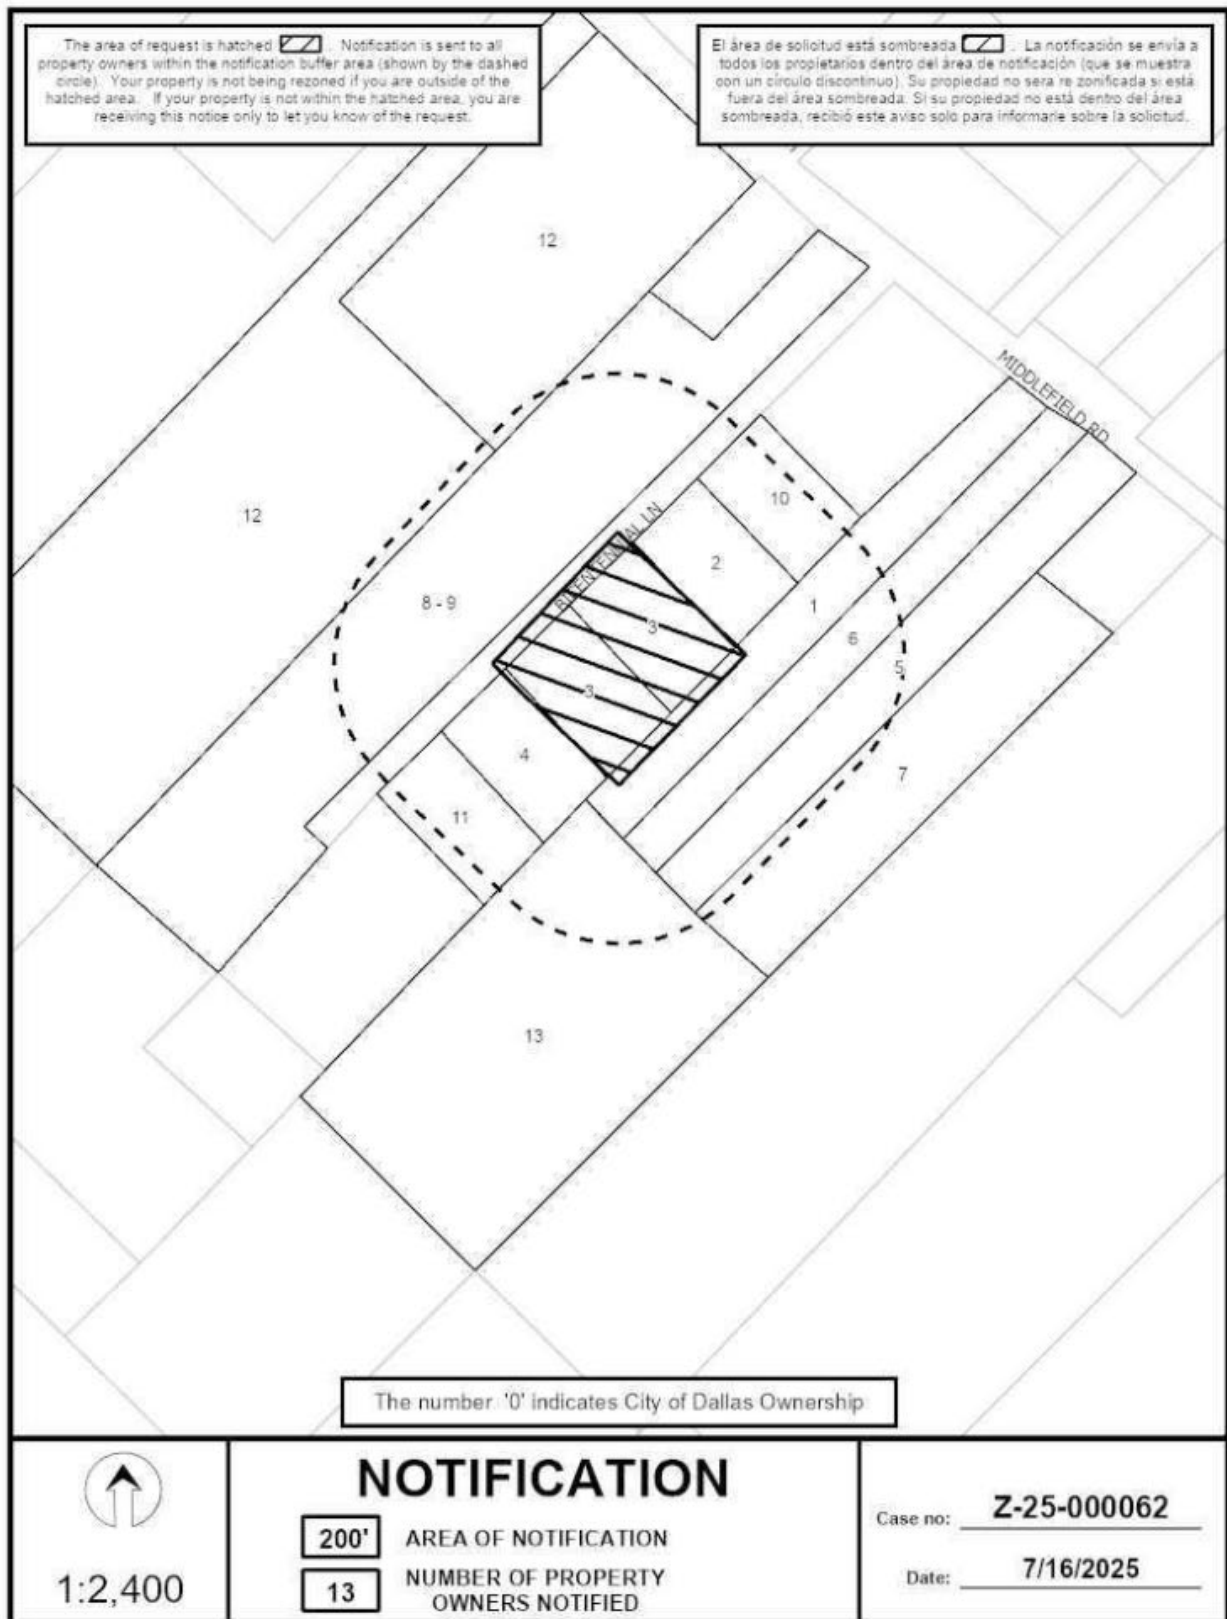 The area of request is hatched . Notification is sent to all
property owners within the notification buffer area (shown by the dashed
circle). Your property is not being rezoned if you are outside of the
hatched area. If your property is not within the hatched area, you are
receiving this notice only to let you know of the request.
El área de solicitud está sombreada . La notificación se envía a
todos los propietarios dentro del área de notificación (que se muestra
con un círculo discontinuo). Su propiedad no sera re zonificada si está
fuera del área sombreada. Si su propiedad no está dentro del área
sombreada, recibió este aviso solo para informarle sobre la solicitud.
12
MIDDLEFIELD RD
12
10
BICENTENNIAL LN
2
8 - 9
1
3
6
5
3
4
7
11
13
The number '0' indicates City of Dallas Ownership
1:2,400
NOTIFICATION
200' AREA OF NOTIFICATION
13 NUMBER OF PROPERTY
OWNERS NOTIFIED
Case no: Z-25-000062
Date: 7/16/2025